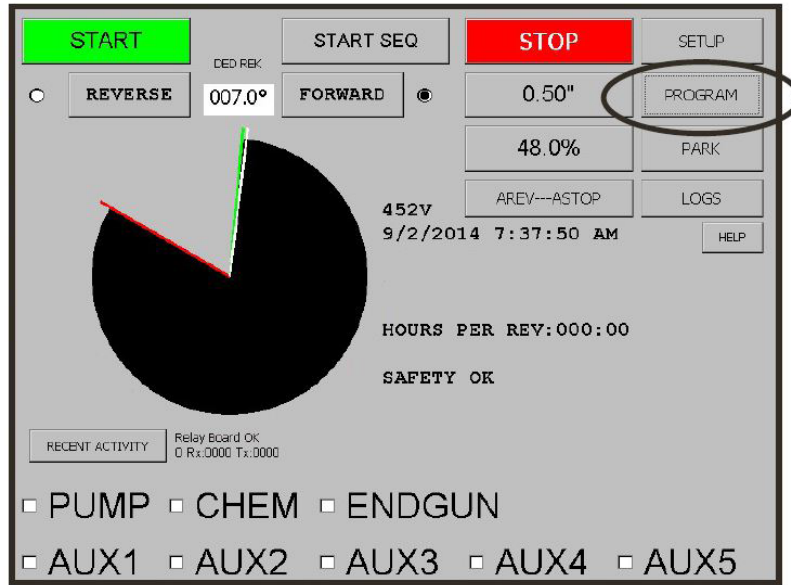 START
START SEQ
STOP
SETUP
DED REK
REVERSE
007.0°
FORWARD
0.50"
PROGRAM
48.0%
PARK
452V
AREV---ASTOP
LOGS
9/2/2014 7:37:50 AM
HELP
HOURS PER REV:000:00
SAFETY OK
RECENT ACTIVITY
Relay Board OK
0 Rx:0000 Tx:0000
PUMP CHEM ENDGUN
AUX1 AUX2 AUX3 AUX4 AUX5